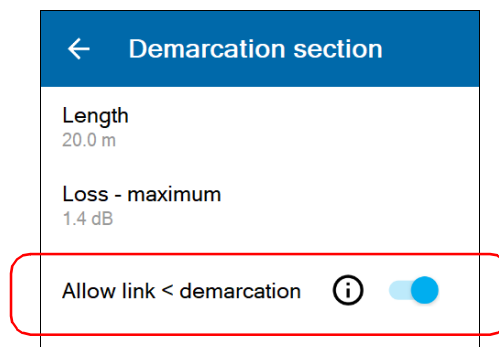 Demarcation section
Length
20.0 m
Loss - maximum
1.4 dB
Allow link < demarcation